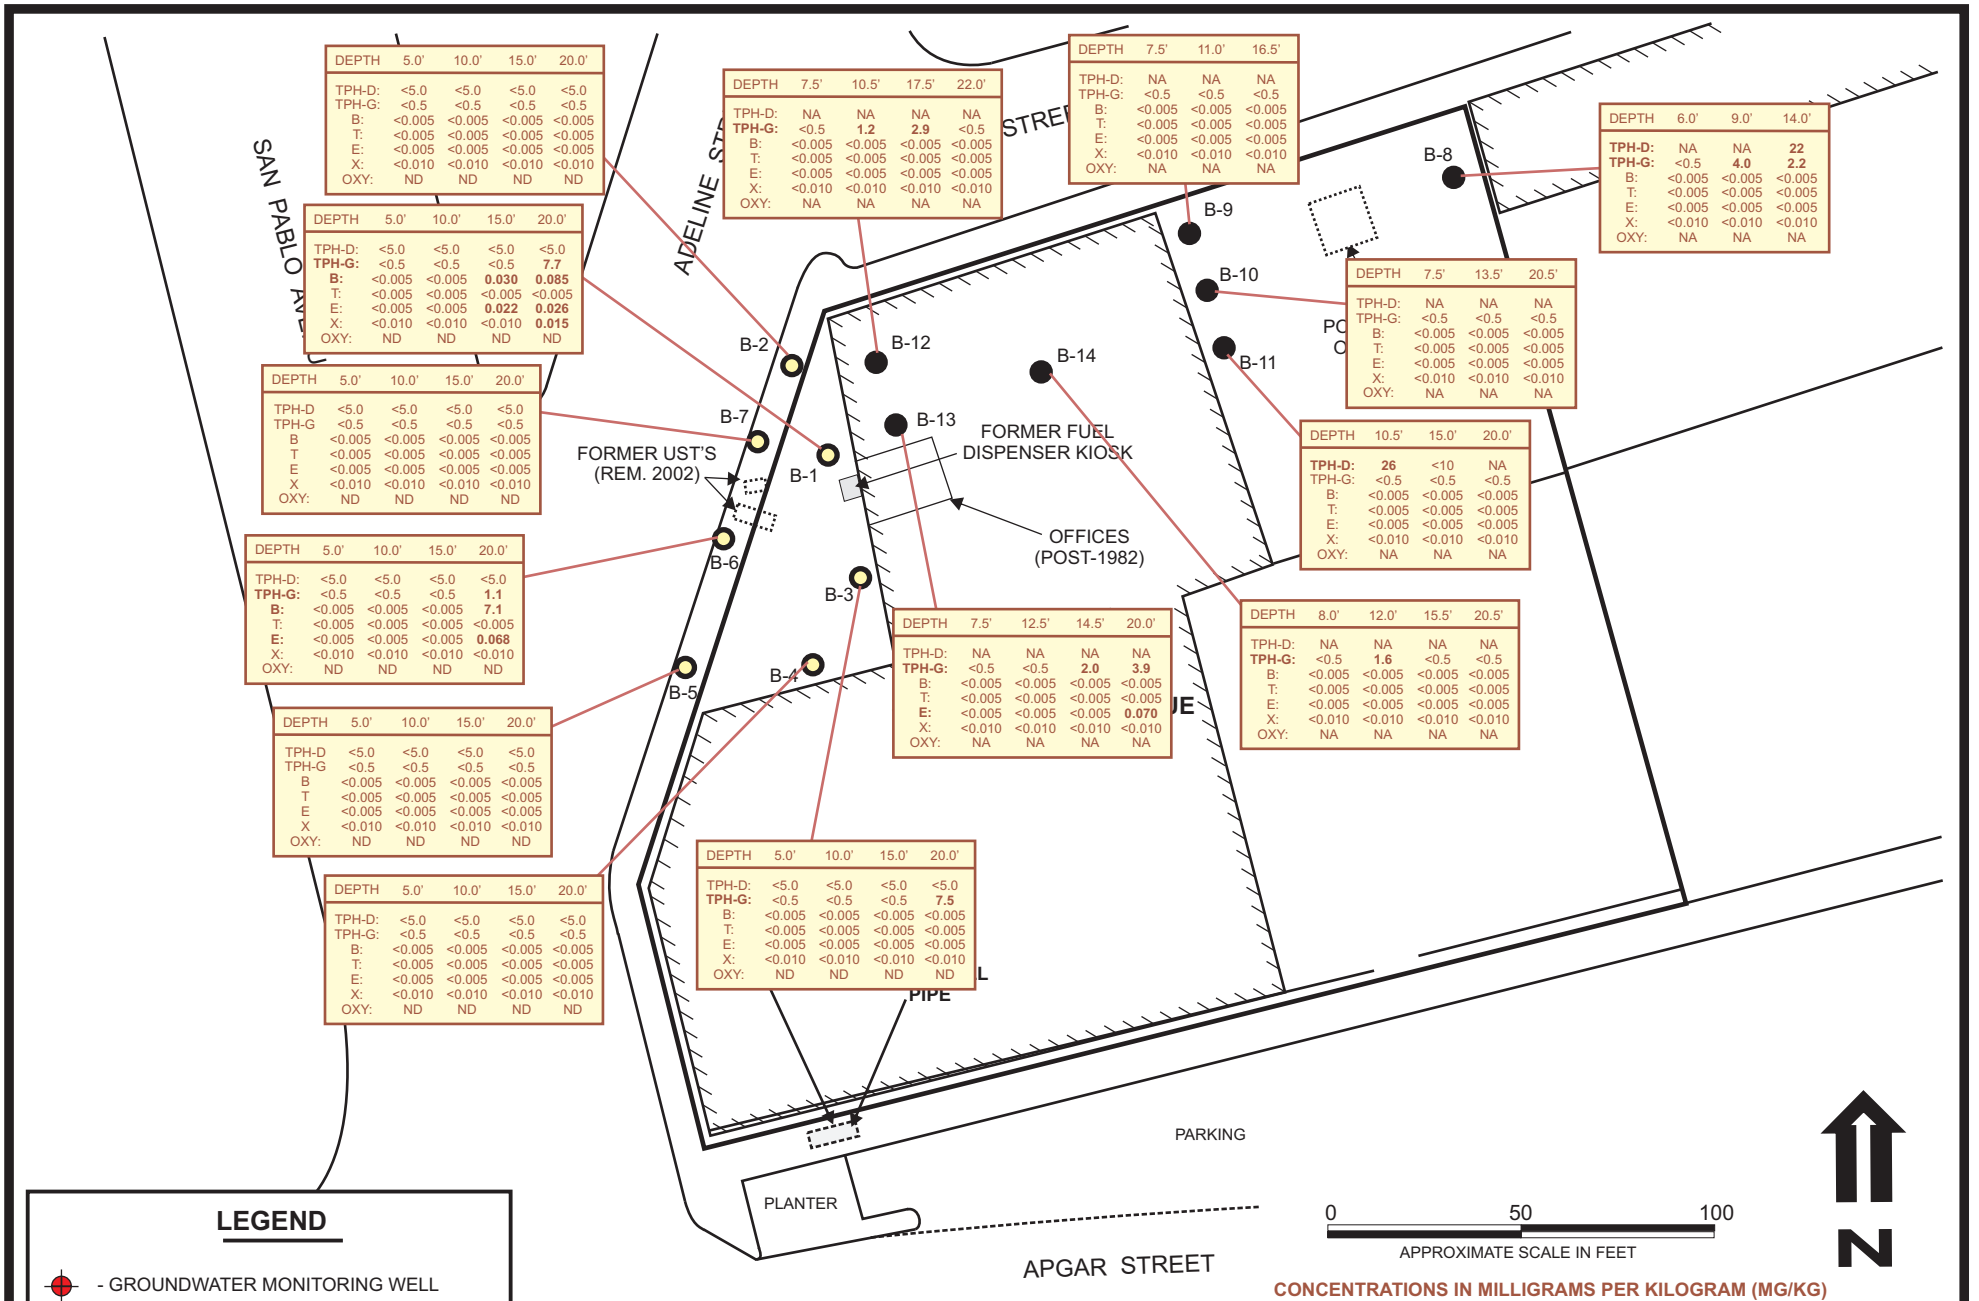 DEPTH 5.0' 10.0' 15.0' 20.0'
TPH-D: <5.0 <5.0 <5.0 <5.0
TPH-G: <0.5 <0.5 <0.5 <0.5
B: <0.005 <0.005 <0.005 <0.005
T: <0.005 <0.005 <0.005 <0.005
E: <0.005 <0.005 <0.005 <0.005
X: <0.010 <0.010 <0.010 <0.010
OXY: ND ND ND ND
DEPTH 7.5' 10.5' 17.5' 22.0'
TPH-D: NA NA NA NA
TPH-G: <0.5 1.2 2.9 <0.5
B: <0.005 <0.005 <0.005 <0.005
T: <0.005 <0.005 <0.005 <0.005
E: <0.005 <0.005 <0.005 <0.005
X: <0.010 <0.010 <0.010 <0.010
OXY: NA NA NA NA
DEPTH 7.5' 11.0' 16.5'
TPH-D: NA NA NA
TPH-G: <0.5 <0.5 <0.5
B: <0.005 <0.005 <0.005
T: <0.005 <0.005 <0.005
E: <0.005 <0.005 <0.005
X: <0.010 <0.010 <0.010
OXY: NA NA NA
DEPTH 6.0' 9.0' 14.0'
TPH-D: NA NA 22
TPH-G: <0.5 4.0 2.2
B: <0.005 <0.005 <0.005
T: <0.005 <0.005 <0.005
E: <0.005 <0.005 <0.005
X: <0.010 <0.010 <0.010
OXY: NA NA NA
SAN PABLO
ADELINE
B-8
B-9
DEPTH 5.0' 10.0' 15.0' 20.0'
TPH-D: <5.0 <5.0 <5.0 <5.0
TPH-G: <0.5 <0.5 <0.5 7.7
B: <0.005 <0.005 0.030 0.085
T: <0.005 <0.005 <0.005 <0.005
E: <0.005 <0.005 0.022 0.026
X: <0.010 <0.010 <0.010 0.015
OXY: ND ND ND ND
B-10
DEPTH 7.5' 13.5' 20.5'
TPH-D: NA NA NA
TPH-G: <0.5 <0.5 <0.5
B: <0.005 <0.005 <0.005
T: <0.005 <0.005 <0.005
E: <0.005 <0.005 <0.005
X: <0.010 <0.010 <0.010
OXY: NA NA NA
B-2
B-12
B-14
B-11
DEPTH 5.0' 10.0' 15.0' 20.0'
TPH-D <5.0 <5.0 <5.0 <5.0
TPH-G <0.5 <0.5 <0.5 <0.5
B <0.005 <0.005 <0.005 <0.005
T <0.005 <0.005 <0.005 <0.005
E <0.005 <0.005 <0.005 <0.005
X <0.010 <0.010 <0.010 <0.010
OXY: ND ND ND ND
B-7
B-13
FORMER UST'S
(REM. 2002)
B-1
FORMER FUEL
DISPENSER KIOSK
DEPTH 10.5' 15.0' 20.0'
TPH-D: 26 <10 NA
TPH-G: <0.5 <0.5 <0.5
B: <0.005 <0.005 <0.005
T: <0.005 <0.005 <0.005
E: <0.005 <0.005 <0.005
X: <0.010 <0.010 <0.010
OXY: NA NA NA
OFFICES
(POST-1982)
DEPTH 5.0' 10.0' 15.0' 20.0'
TPH-D: <5.0 <5.0 <5.0 <5.0
TPH-G: <0.5 <0.5 <0.5 1.1
B: <0.005 <0.005 <0.005 7.1
T: <0.005 <0.005 <0.005 <0.005
E: <0.005 <0.005 <0.005 0.068
X: <0.010 <0.010 <0.010 <0.010
OXY: ND ND ND ND
B-6
B-3
DEPTH 7.5' 12.5' 14.5' 20.0'
TPH-D: NA NA NA NA
TPH-G: <0.5 <0.5 2.0 3.9
B: <0.005 <0.005 <0.005 <0.005
T: <0.005 <0.005 <0.005 <0.005
E: <0.005 <0.005 <0.005 0.070
X: <0.010 <0.010 <0.010 <0.010
OXY: NA NA NA NA
DEPTH 8.0' 12.0' 15.5' 20.5'
TPH-D: NA NA NA NA
TPH-G: <0.5 1.6 <0.5 <0.5
B: <0.005 <0.005 <0.005 <0.005
T: <0.005 <0.005 <0.005 <0.005
E: <0.005 <0.005 <0.005 <0.005
X: <0.010 <0.010 <0.010 <0.010
OXY: NA NA NA NA
B-5
B-4
DEPTH 5.0' 10.0' 15.0' 20.0'
TPH-D <5.0 <5.0 <5.0 <5.0
TPH-G <0.5 <0.5 <0.5 <0.5
B <0.005 <0.005 <0.005 <0.005
T <0.005 <0.005 <0.005 <0.005
E <0.005 <0.005 <0.005 <0.005
X <0.010 <0.010 <0.010 <0.010
OXY: ND ND ND ND
DEPTH 5.0' 10.0' 15.0' 20.0'
TPH-D: <5.0 <5.0 <5.0 <5.0
TPH-G: <0.5 <0.5 <0.5 <0.5
B: <0.005 <0.005 <0.005 <0.005
T: <0.005 <0.005 <0.005 <0.005
E: <0.005 <0.005 <0.005 <0.005
X: <0.010 <0.010 <0.010 <0.010
OXY: ND ND ND ND
DEPTH 5.0' 10.0' 15.0' 20.0'
TPH-D: <5.0 <5.0 <5.0 <5.0
TPH-G: <0.5 <0.5 <0.5 7.5
B: <0.005 <0.005 <0.005 <0.005
T: <0.005 <0.005 <0.005 <0.005
E: <0.005 <0.005 <0.005 <0.005
X: <0.010 <0.010 <0.010 <0.010
OXY: ND ND ND ND
PIPE
PARKING
PLANTER
APGAR STREET
0 50 100
APPROXIMATE SCALE IN FEET
CONCENTRATIONS IN MILLIGRAMS PER KILOGRAM (MG/KG)
N
LEGEND
- GROUNDWATER MONITORING WELL